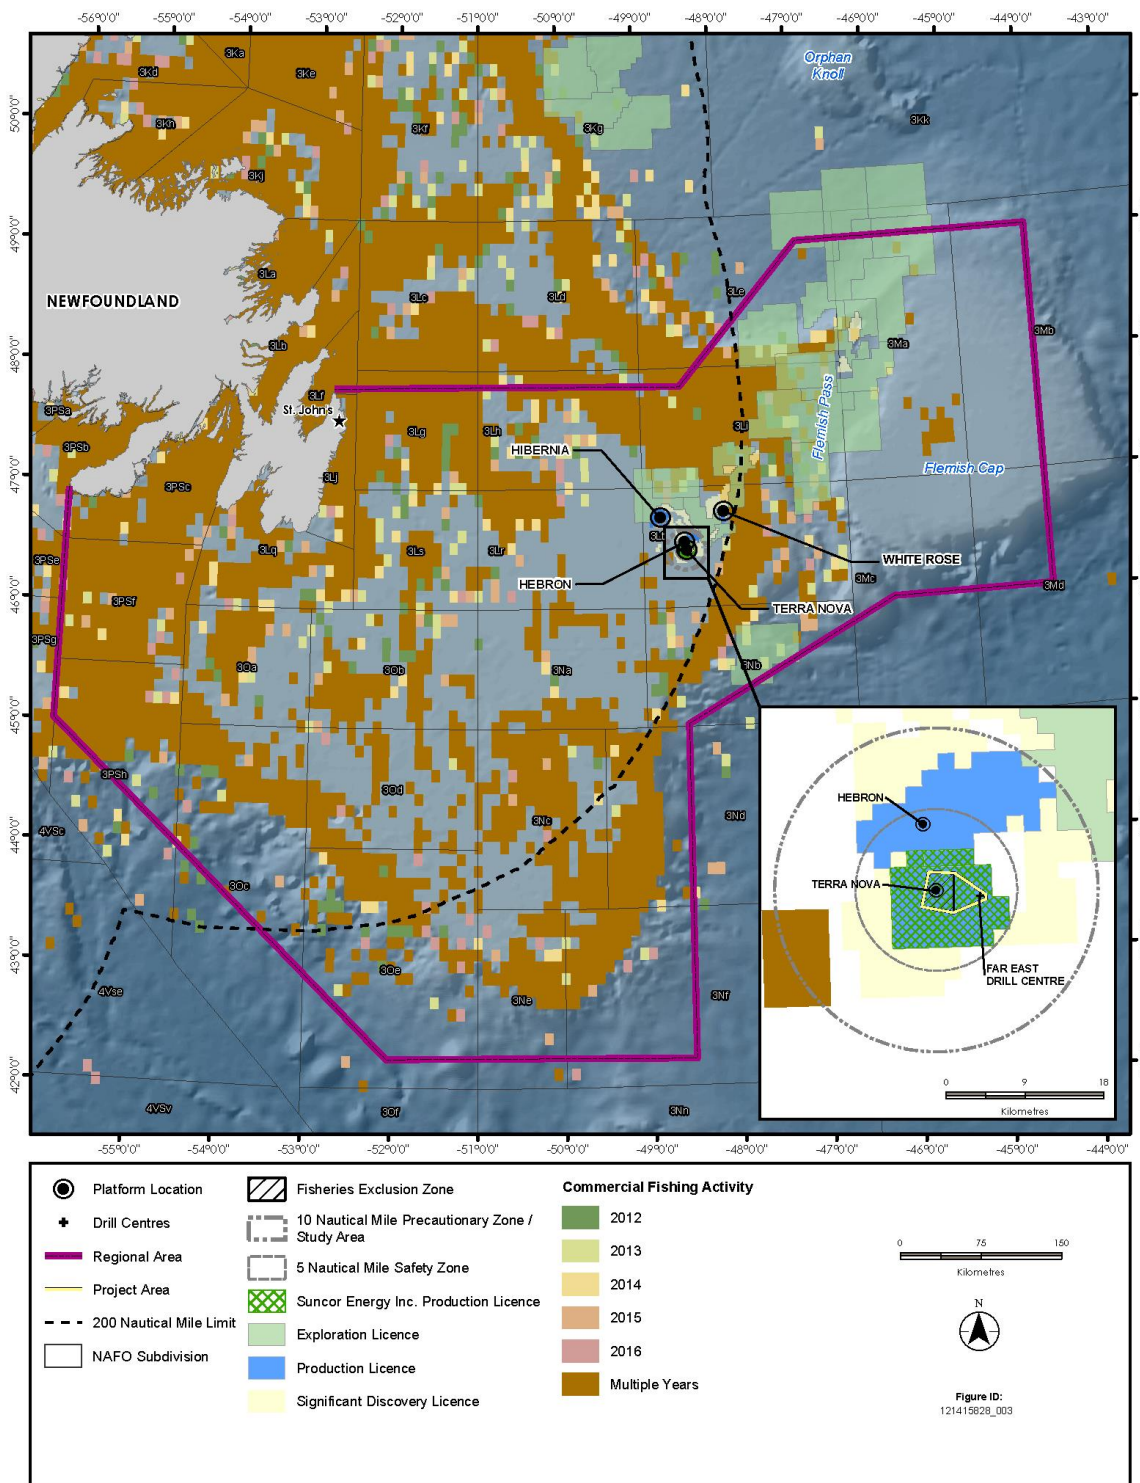 -56°0'0" -55°0'0" -54°0'0" -53°0'0" -52°0'0" -51°0'0" -50°0'0" -49°0'0" -48°0'0" -47°0'0" -46°0'0" -45°0'0" -44°0'0" -43°0'0"
3Ka
3Kd
3Ke
Orphan
Knoll
50°0'0"
3Kh
3Kf
3Kg
3Kk
3Kj
49°0'0"
3La
3Le
NEWFOUNDLAND
3Lc
3Ld
3Mb
48°0'0"
3Lb
3Ma
3Lf
3PSa
St. John's
3PSb
3Lg
3Lh
3Li
Flemish Pass
HIBERNIA
47°0'0"
Flemish Cap
3PSc
3Lj
3PSe
3Lq
3Ls
3Lr
WHITE ROSE
HEBRON
3Mc
3Md
46°0'0"
3PSf
TERRA NOVA
3PSg
3Oa
3Ob
3Na
3Nb
45°0'0"
3PSh
3Od
3Nc
3Nd
4VSc
44°0'0"
3Oc
43°0'0"
3Oe
4Vse
3Ne
3Nf
42°0'0"
4VSv
3Of
3Nn
HEBRON
TERRA NOVA
FAR EAST
DRILL CENTRE
0 9 18
Kilometres
-55°0'0" -54°0'0" -53°0'0" -52°0'0" -51°0'0" -50°0'0" -49°0'0" -48°0'0" -47°0'0" -46°0'0" -45°0'0" -44°0'0"
Platform Location
Drill Centres
Regional Area
Project Area
200 Nautical Mile Limit
NAFO Subdivision
Fisheries Exclusion Zone
10 Nautical Mile Precautionary Zone /
Study Area
5 Nautical Mile Safety Zone
Suncor Energy Inc. Production Licence
Exploration Licence
Production Licence
Significant Discovery Licence
Commercial Fishing Activity
2012
2013
2014
2015
2016
Multiple Years
0 75 150
Kilometres
N
Figure ID:
121415828_003